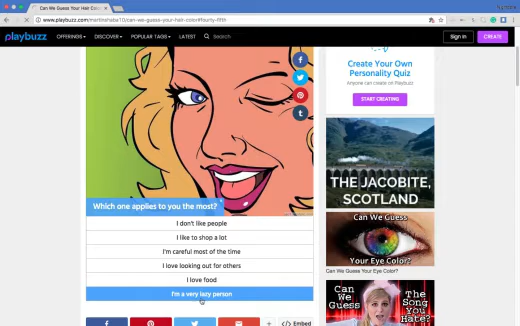 Can We Guess Your Hair Col
www.playbuzz.com/martinshaba10/can-we-guess-your-hair-color#fourty-fifth
playbuzz
OFFERINGS
DISCOVER
POPULAR TAGS
LATEST
Search
Sign In
CREATE
Which one applies to you the most?
I don't like people
I like to shop a lot
I'm careful most of the time
I love looking out for others
I love food
I'm a very lazy person
+
</> Embed
Create Your Own
Personality Quiz
Anyone can create on Playbuzz
START CREATING
THE JACOBITE,
SCOTLAND
Can We Guess
Your Eye Color?
Can We Guess Your Eye Color?
Can
We
Guess
The
Song
You
Hate?